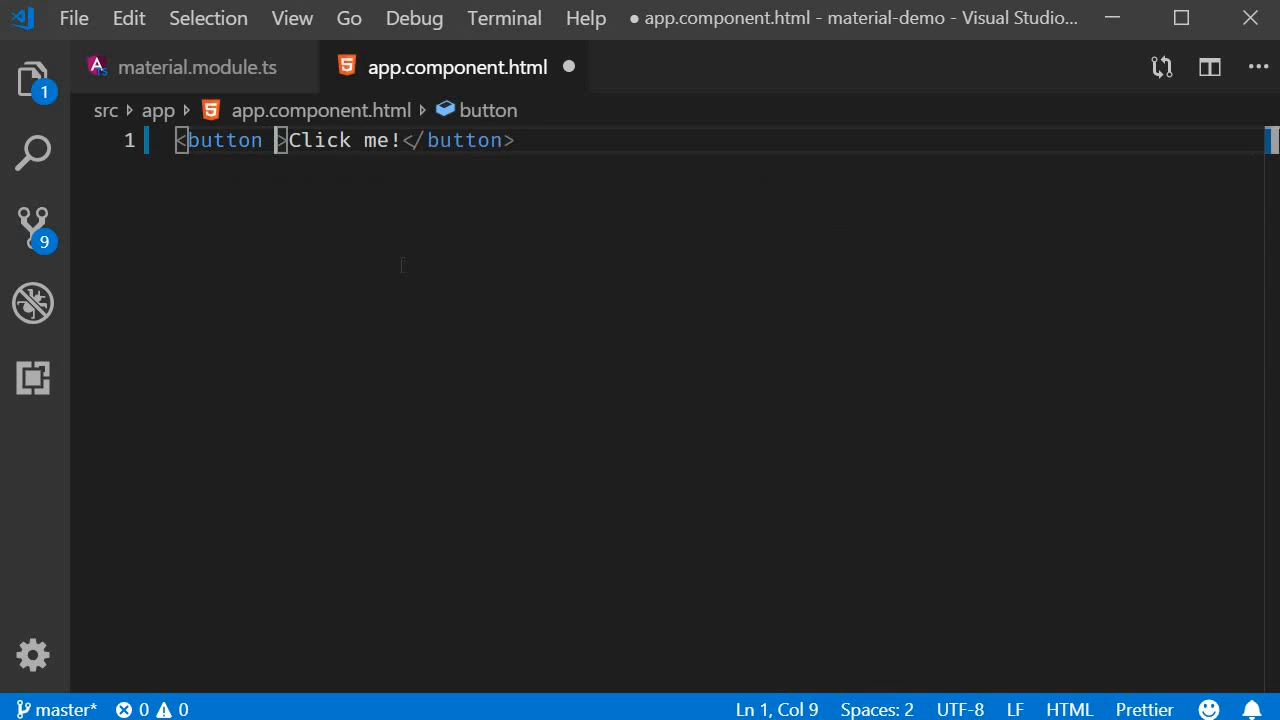 File Edit Selection View Go Debug Terminal Help ● app.component.html - material-demo - Visual Studio...
material.module.ts app.component.html
src app app.component.html button
1 <button >Click me!</button>
1
9
master* 0 0 Ln 1, Col 9 Spaces: 2 UTF-8 LF HTML Prettier